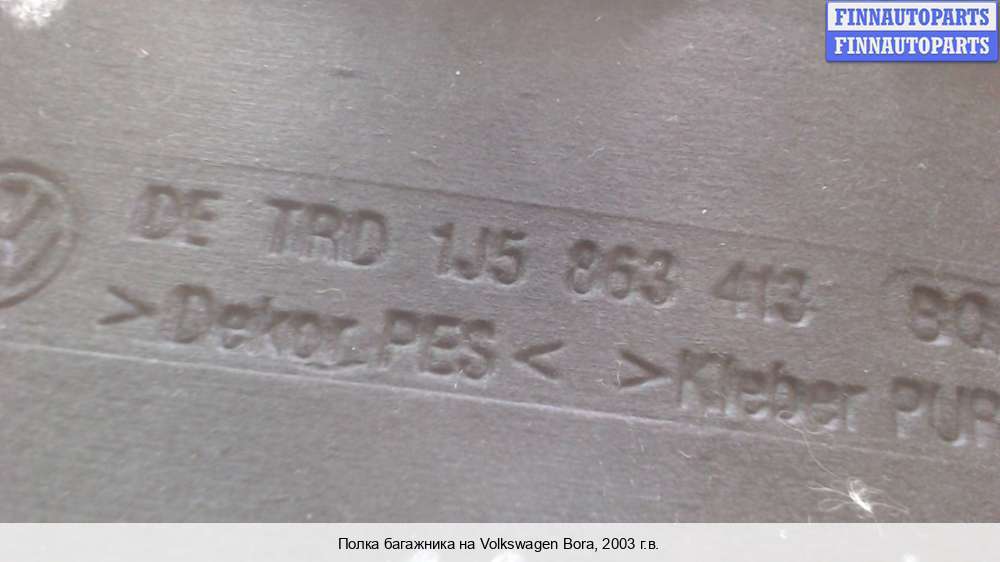 FINNAUTOPARTS
FINNAUTOPARTS
DE TRD 1J5 863 413
>Dekor PES< >Kleber PUR
Полка багажника на Volkswagen Bora, 2003 г.в.